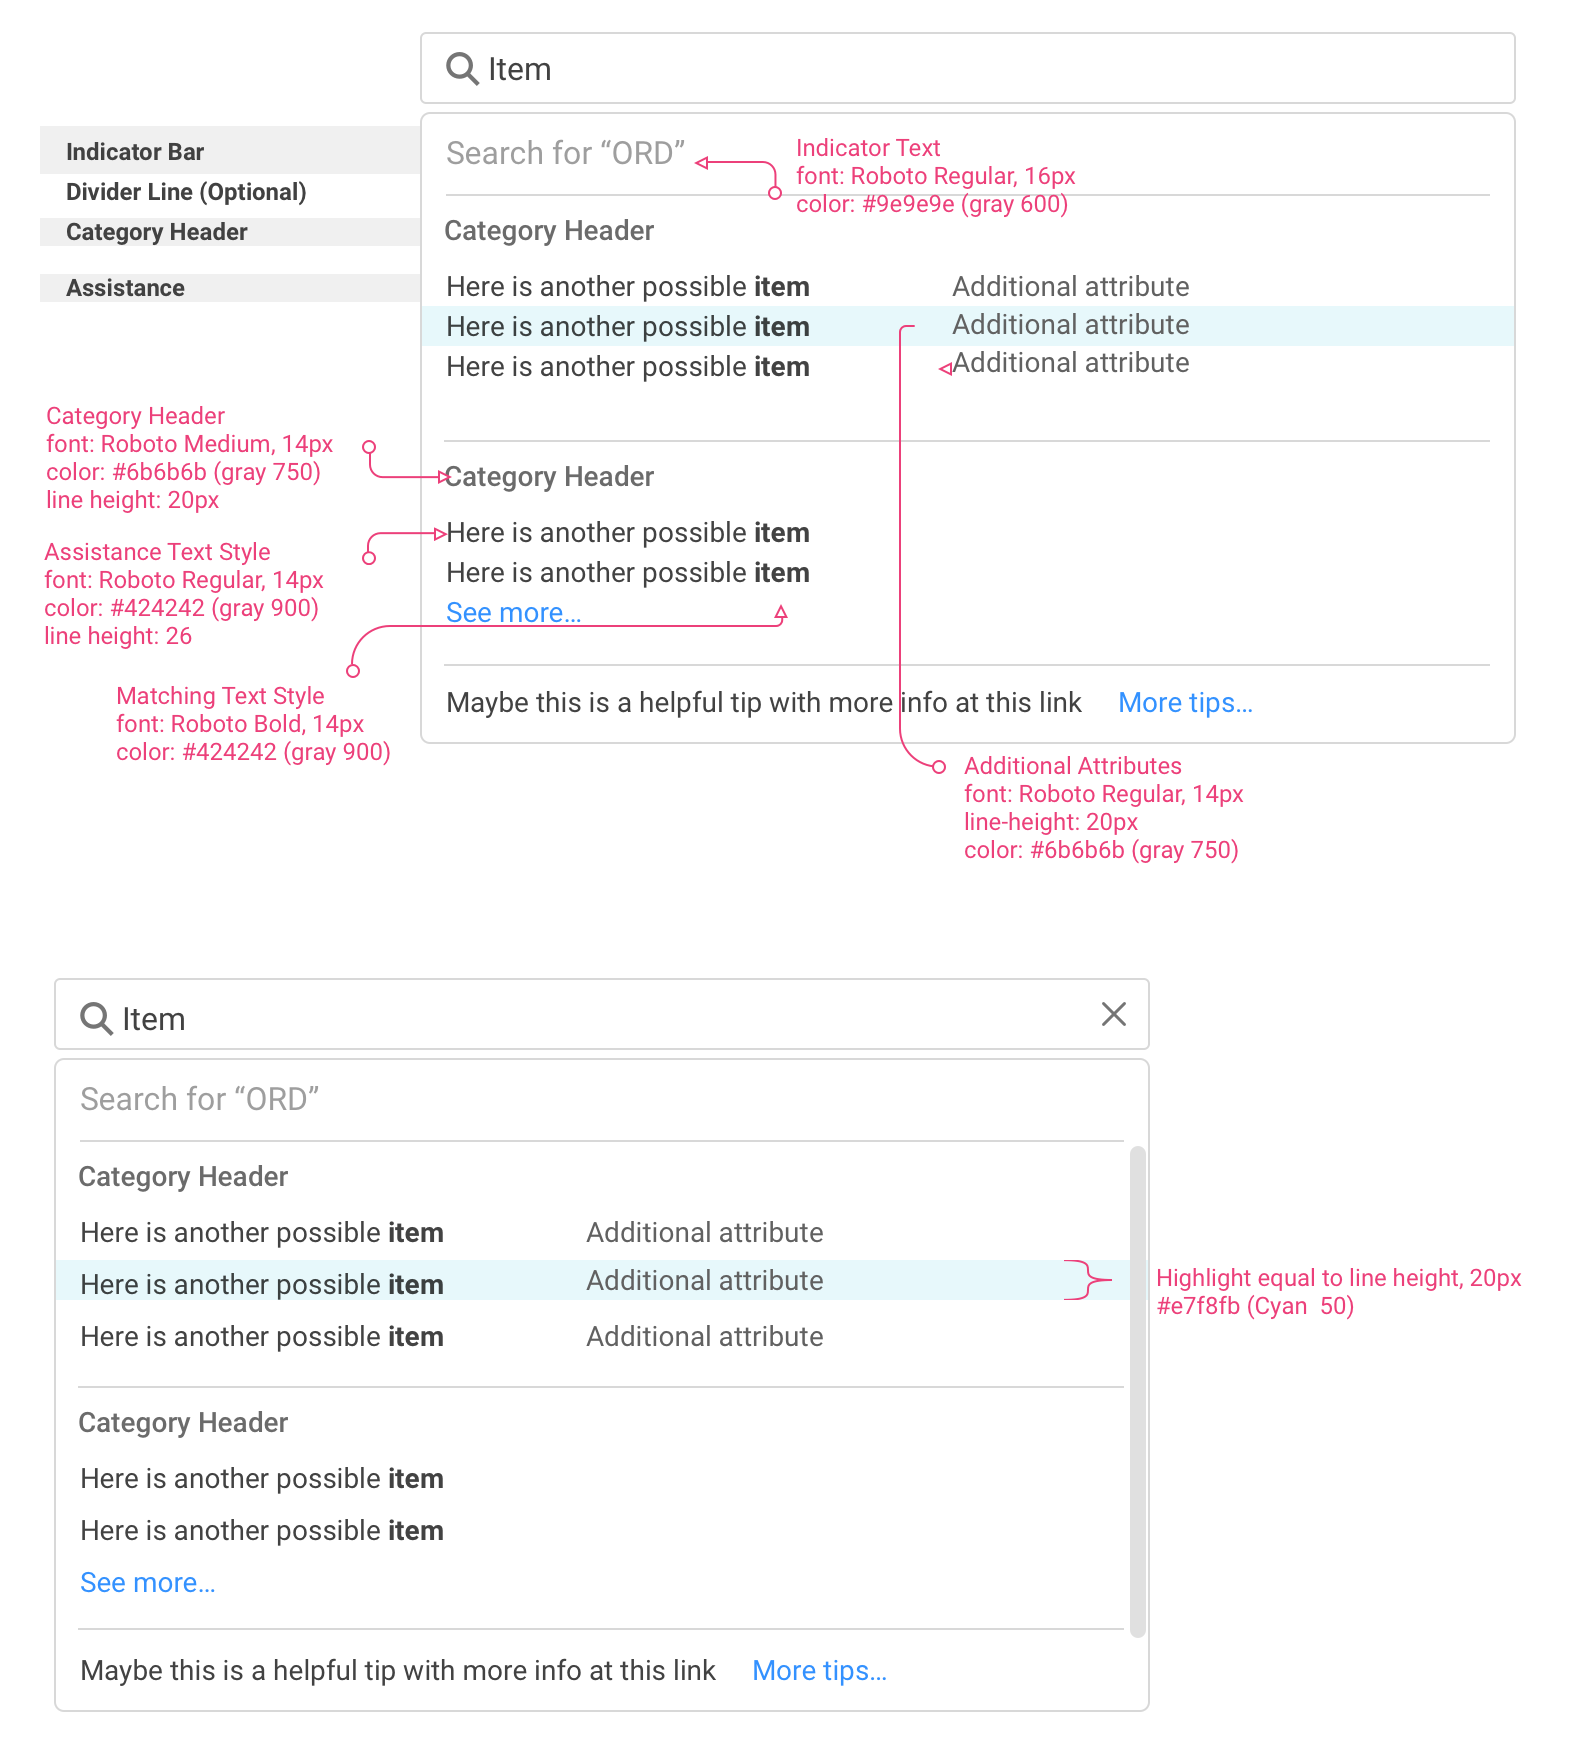 Item
Indicator Bar
Divider Line (Optional)
Category Header
Assistance
Search for “ORD”
Indicator Text
font: Roboto Regular, 16px
color: #9e9e9e (gray 600)
Category Header
Here is another possible item Additional attribute
Here is another possible item Additional attribute
Here is another possible item Additional attribute
Category Header
font: Roboto Medium, 14px
color: #6b6b6b (gray 750)
line height: 20px
Category Header
Here is another possible item
Here is another possible item
See more...
Assistance Text Style
font: Roboto Regular, 14px
color: #424242 (gray 900)
line height: 26
Matching Text Style
font: Roboto Bold, 14px
color: #424242 (gray 900)
Maybe this is a helpful tip with more info at this link More tips...
Additional Attributes
font: Roboto Regular, 14px
line-height: 20px
color: #6b6b6b (gray 750)
Item
Search for “ORD”
Category Header
Here is another possible item Additional attribute
Here is another possible item Additional attribute
Here is another possible item Additional attribute
Highlight equal to line height, 20px
#e7f8fb (Cyan 50)
Category Header
Here is another possible item
Here is another possible item
See more...
Maybe this is a helpful tip with more info at this link More tips...